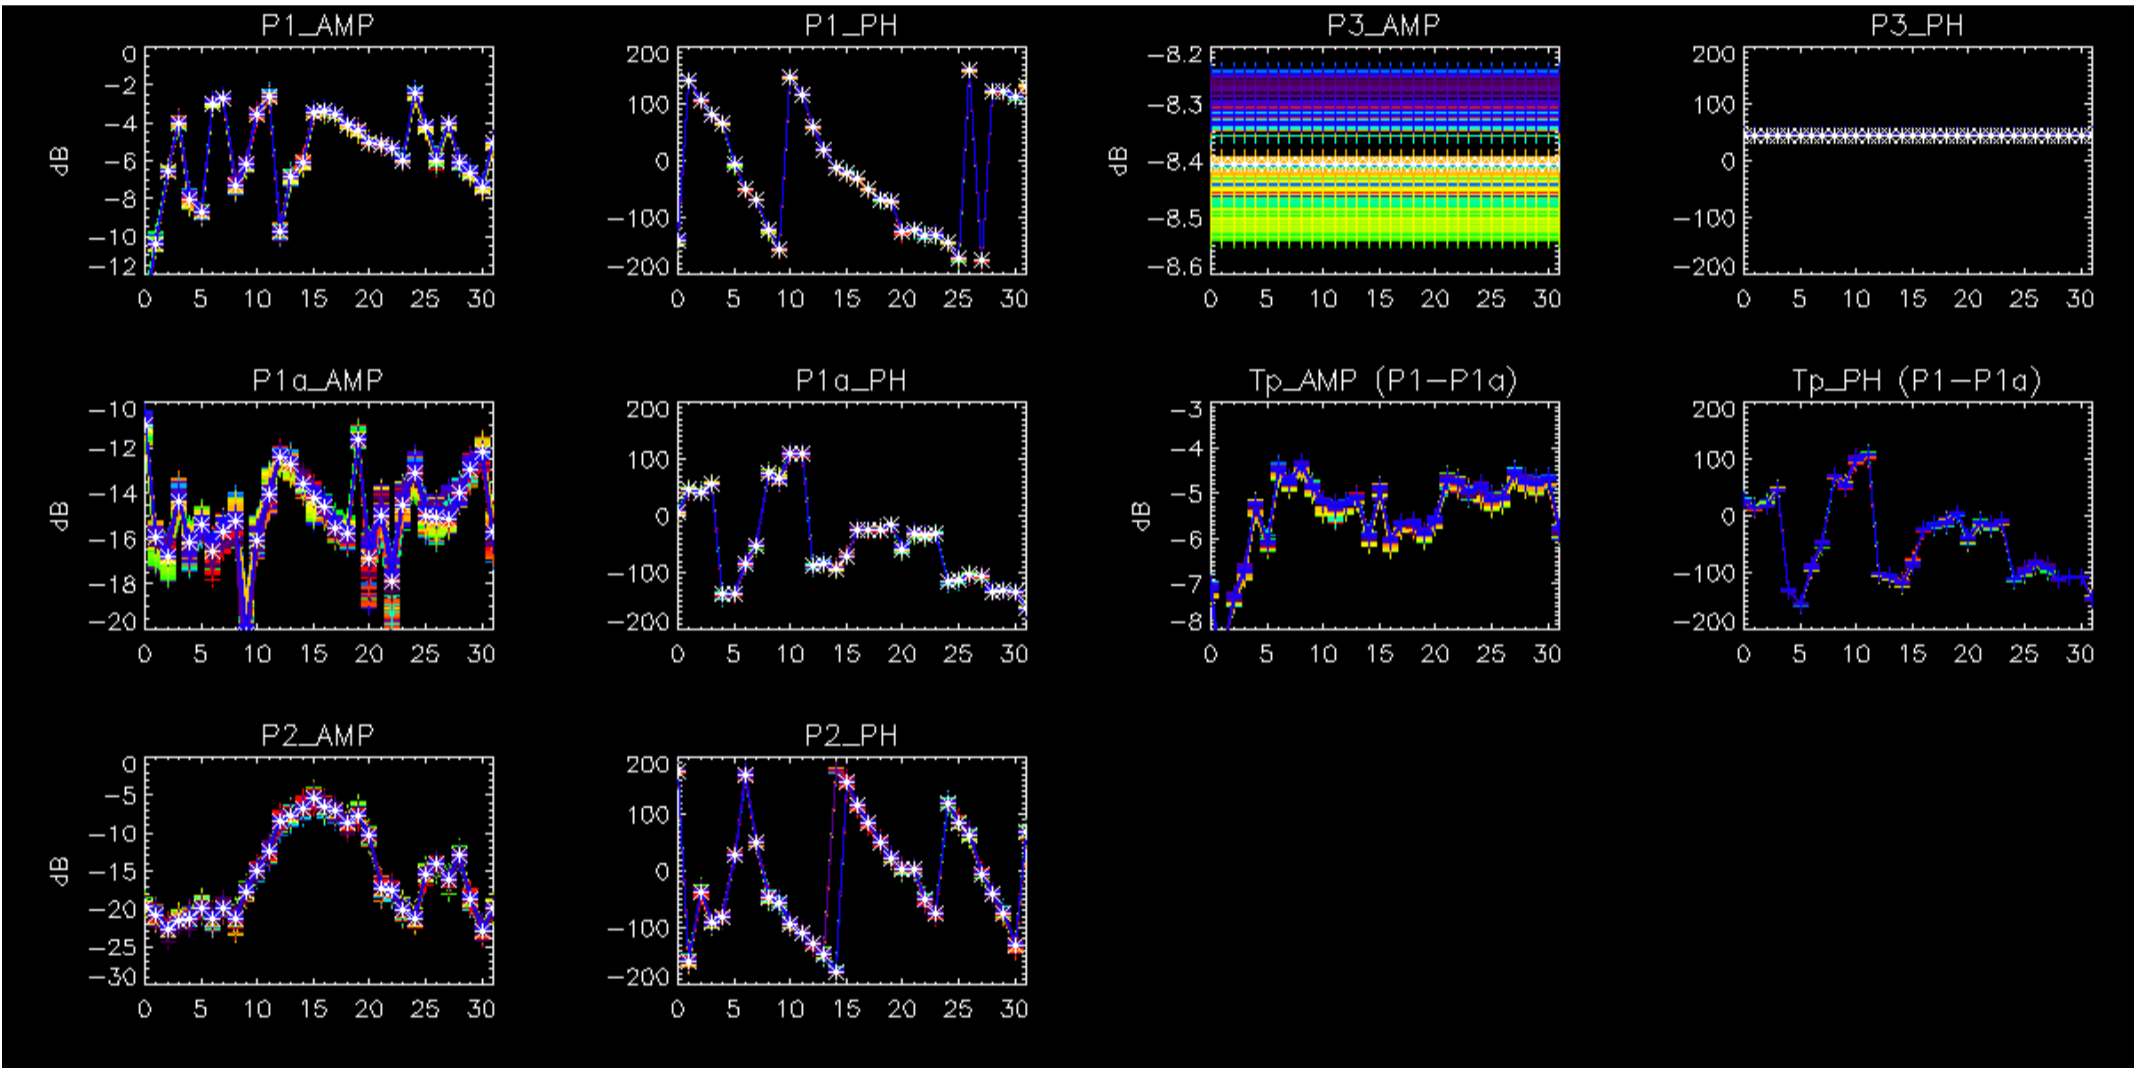 P1_AMP P1_PH P3_AMP P3_PH
0 200 -8.2 200
-2 100 -8.3 100
-4 0 -8.4 0
-6 -100 -8.5 -100
-8 -200 -8.6 -200
-10
-12
dB dB
0 5 10 15 20 25 30 0 5 10 15 20 25 30 0 5 10 15 20 25 30 0 5 10 15 20 25 30
P1a_AMP P1a_PH Tp_AMP (P1-P1a) Tp_PH (P1-P1a)
-10 200 -3 200
-12 100 -4 100
-14 0 -5 0
-16 -100 -6 -100
-18 -200 -7 -200
-20 -8
dB dB
0 5 10 15 20 25 30 0 5 10 15 20 25 30 0 5 10 15 20 25 30 0 5 10 15 20 25 30
P2_AMP P2_PH
0 200
-5 100
-10 0
-15 -100
-20 -200
-25
-30
dB
0 5 10 15 20 25 30 0 5 10 15 20 25 30